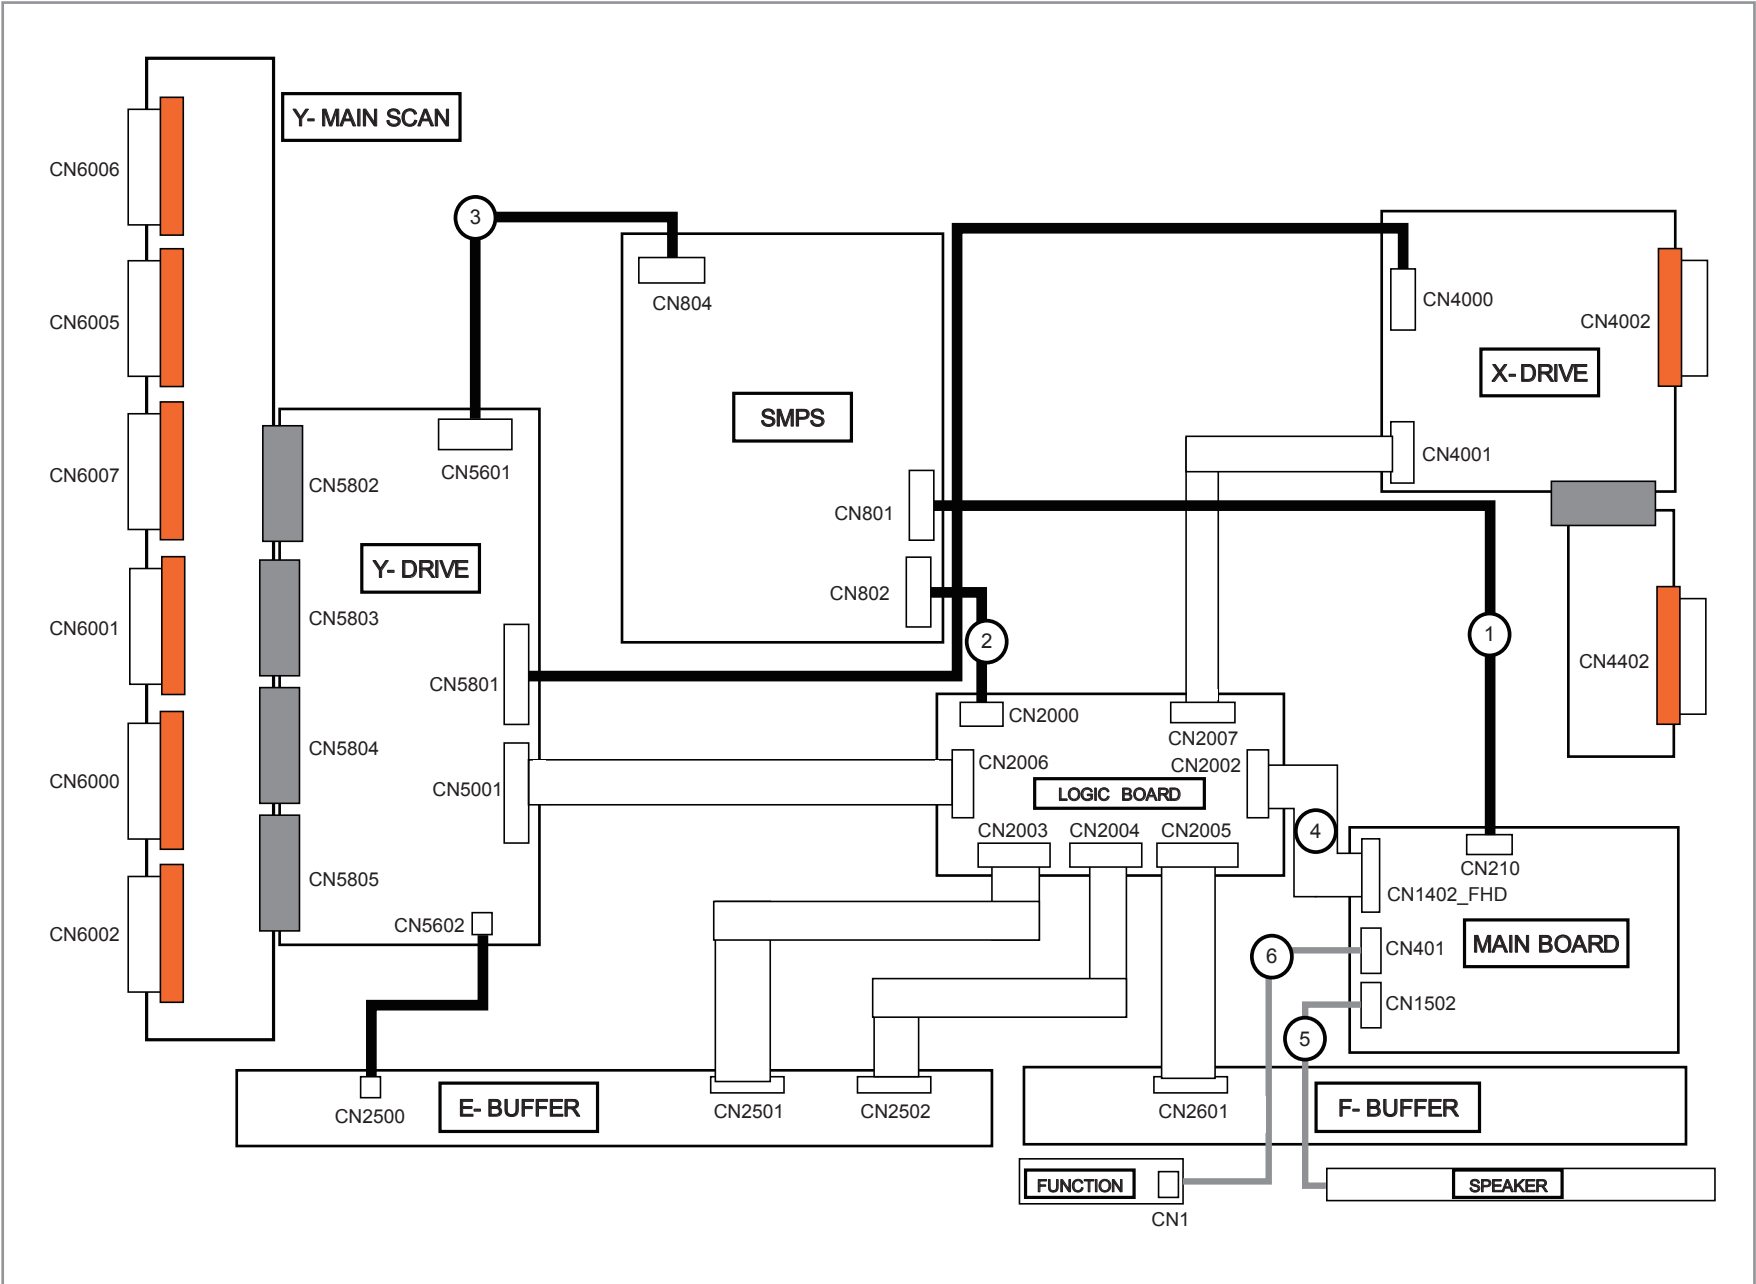 Y- MAIN SCAN
CN6006
3
CN804
CN4000
CN6005
CN4002
X- DRIVE
SMPS
CN4001
CN5601
CN6007
CN5802
CN801
Y- DRIVE
CN802
CN5803
CN6001
2
1
CN4402
CN5801
CN2000
CN2007
CN5804
CN2006
CN2002
CN6000
CN5001
LOGIC BOARD
CN2003
CN2004
CN2005
4
CN210
CN5805
CN1402_FHD
CN5602
CN6002
MAIN BOARD
CN401
6
CN1502
5
CN2500
E- BUFFER
CN2501
CN2502
CN2601
F- BUFFER
FUNCTION
SPEAKER
CN1